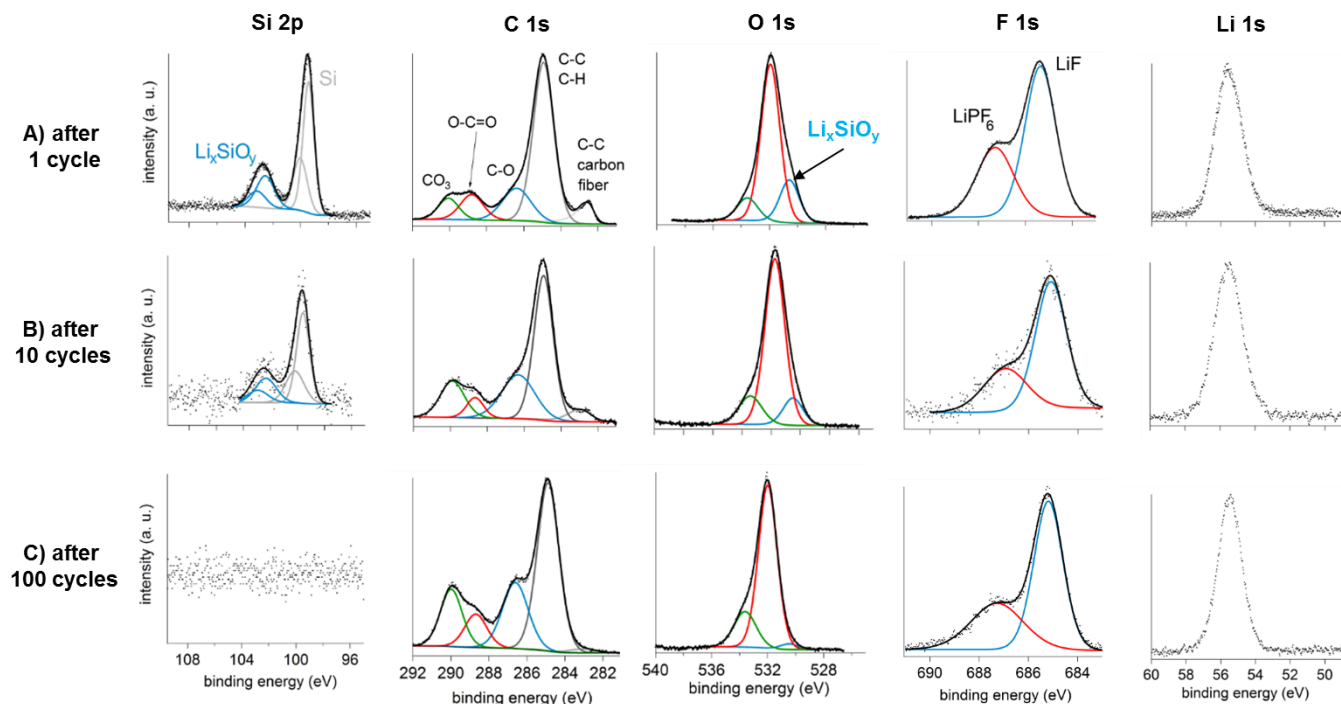 Si 2p
C 1s
O 1s
F 1s
Li 1s
A) after
1 cycle
intensity (a. u.)
Si
LiₓSiOᵧ
CO₃
O-C=O
C-O
C-C
C-H
C-C
carbon
fiber
LiₓSiOᵧ
LiPF₆
LiF
B) after
10 cycles
intensity (a. u.)
C) after
100 cycles
intensity (a. u.)
108 104 100 96
binding energy (eV)
292 290 288 286 284 282
binding energy (eV)
540 536 532 528
binding energy (eV)
690 688 686 684
binding energy (eV)
60 58 56 54 52 50
binding energy (eV)